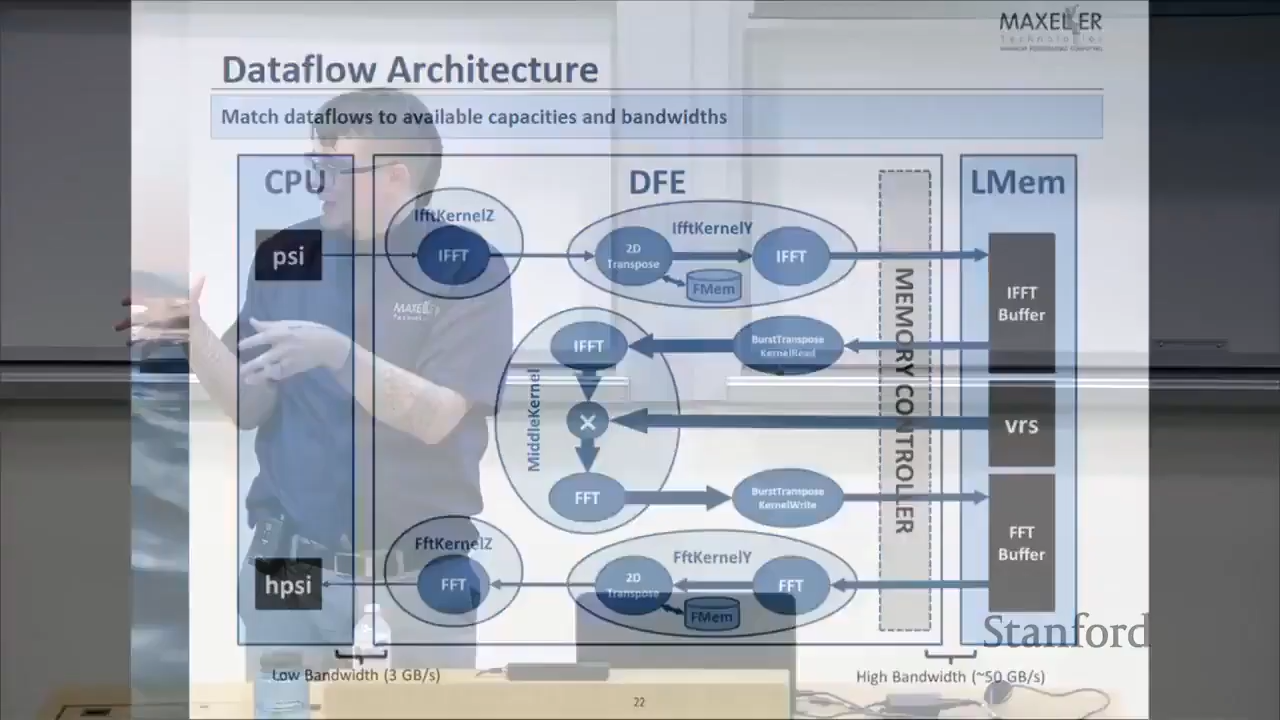 MAXELER
Technologies
Dataflow Architecture
Match dataflows to available capacities and bandwidths
CPU
DFE
LMem
IfftKernelZ
IfftKernelY
psi
IFFT
2D
Transpose
IFFT
FMem
IFFT
Buffer
MAXELER
IFFT
BurstTranspose
KernelRead
MiddleKernel
×
MEMORY CONTROLLER
vrs
FFT
BurstTranspose
KernelWrite
FFT
Buffer
FftKernelZ
FftKernelY
hpsi
FFT
2D
Transpose
FFT
FMem
Stanford
Low Bandwidth (3 GB/s)
High Bandwidth (~50 GB/s)
22